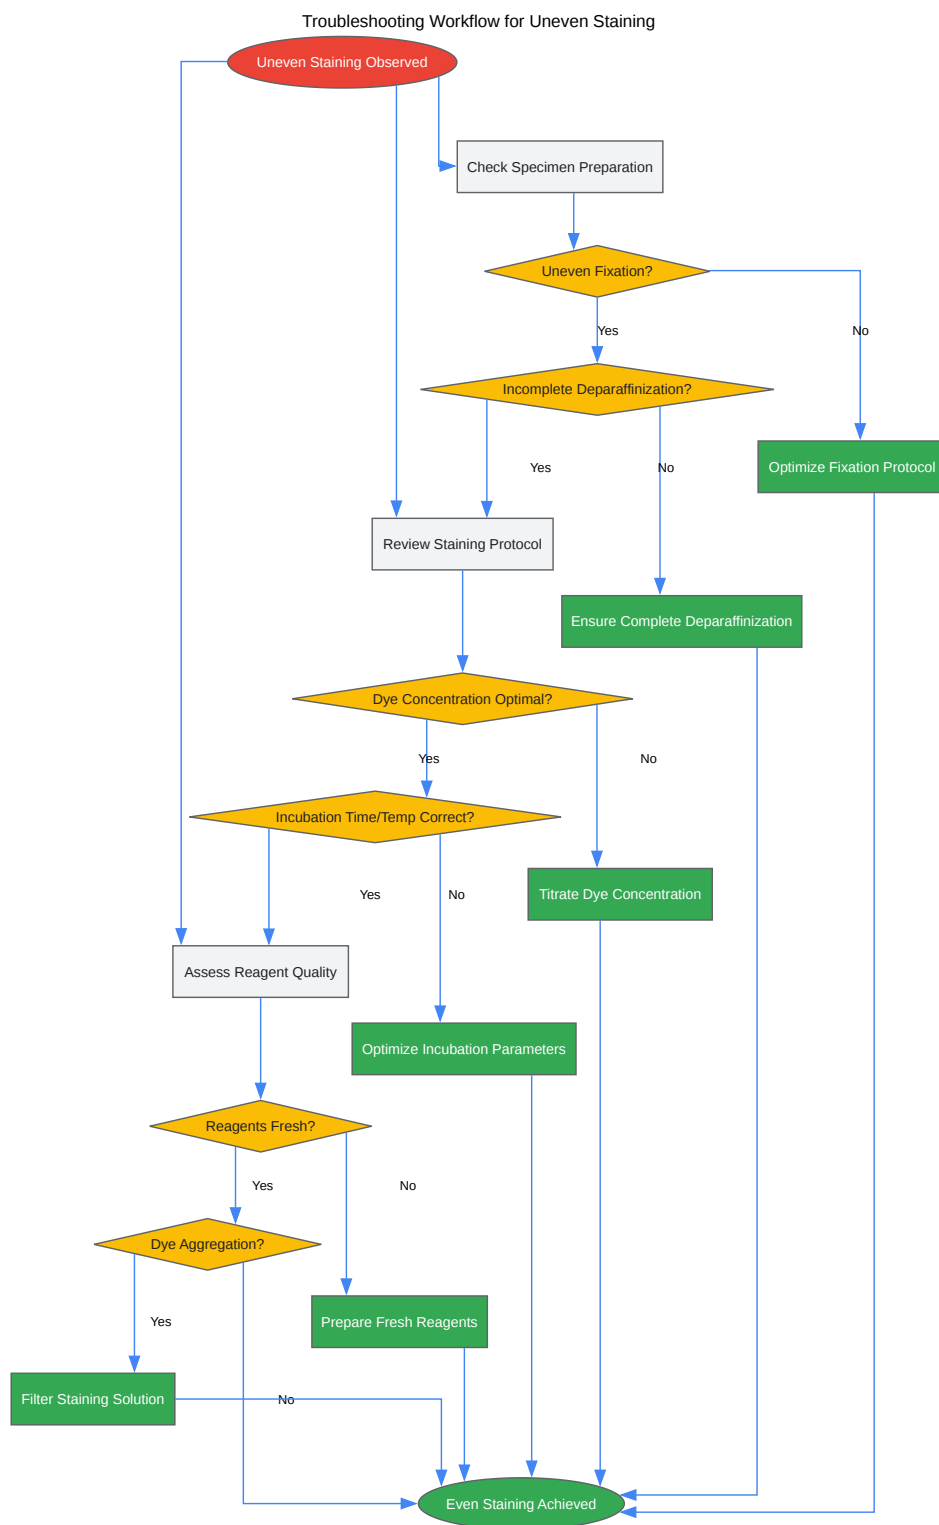 Troubleshooting Workflow for Uneven Staining
Uneven Staining Observed
Check Specimen Preparation
Uneven Fixation?
Yes
No
Incomplete Deparaffinization?
Optimize Fixation Protocol
Yes
No
Review Staining Protocol
Ensure Complete Deparaffinization
Dye Concentration Optimal?
Yes
No
Incubation Time/Temp Correct?
Yes
No
Titrate Dye Concentration
Assess Reagent Quality
Optimize Incubation Parameters
Reagents Fresh?
Yes
No
Dye Aggregation?
Yes
Prepare Fresh Reagents
Filter Staining Solution
No
Even Staining Achieved